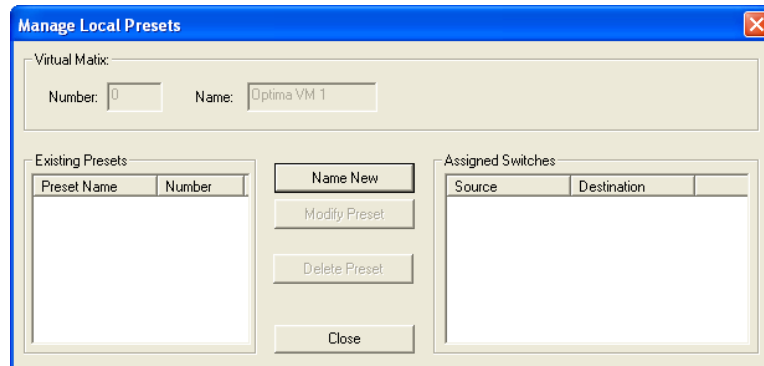 Manage Local Presets
Virtual Matix:
Number: 0 Name: Optima VM 1
Existing Presets
Preset Name Number
Name New
Modify Preset
Delete Preset
Close
Assigned Switches
Source Destination